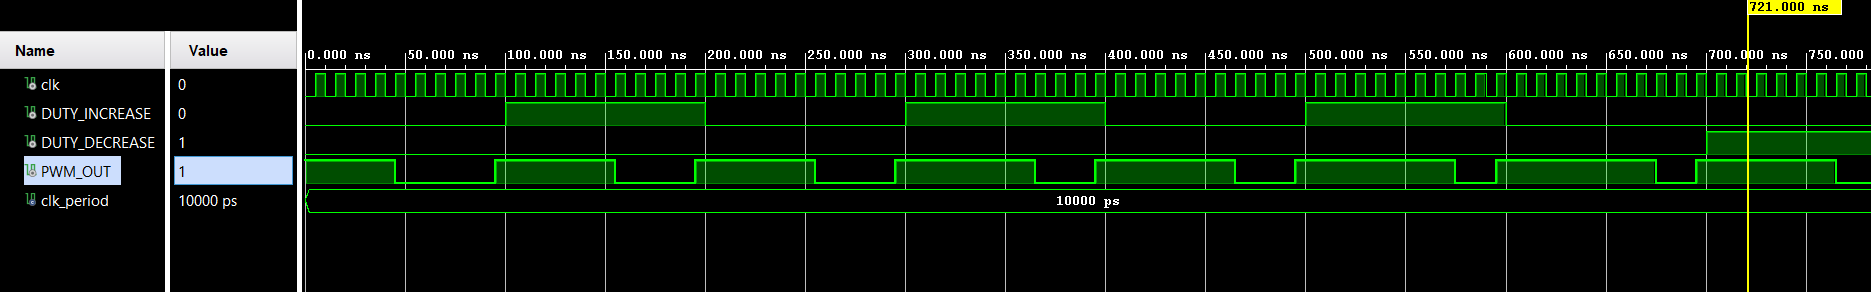 721.000 ns
Name Value
0.000 ns 50.000 ns 100.000 ns 150.000 ns 200.000 ns 250.000 ns 300.000 ns 350.000 ns 400.000 ns 450.000 ns 500.000 ns 550.000 ns 600.000 ns 650.000 ns 700.000 ns 750.000
clk 0
DUTY_INCREASE 0
DUTY_DECREASE 1
PWM_OUT 1
clk_period 10000 ps 10000 ps